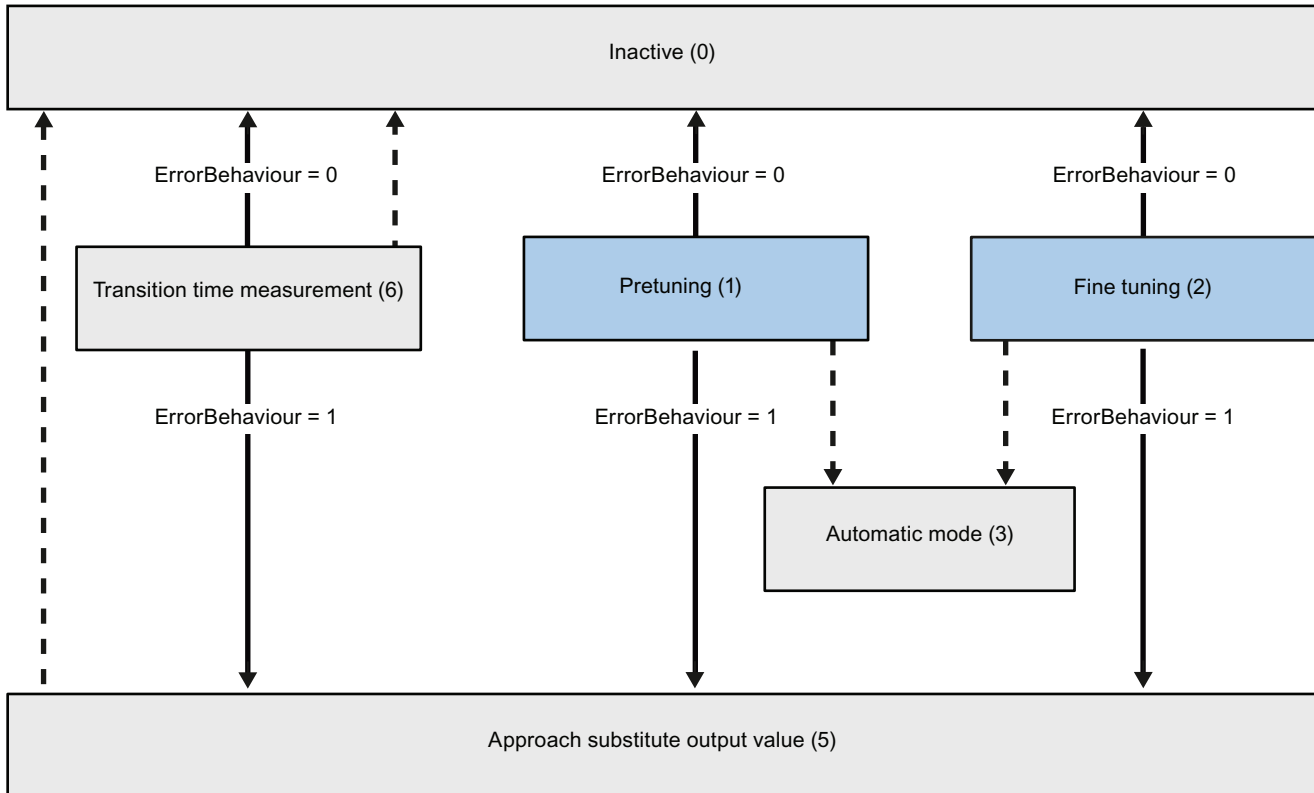 Inactive (0)
ErrorBehaviour = 0
ErrorBehaviour = 0
ErrorBehaviour = 0
Transition time measurement (6)
Pretuning (1)
Fine tuning (2)
ErrorBehaviour = 1
ErrorBehaviour = 1
ErrorBehaviour = 1
Automatic mode (3)
Approach substitute output value (5)